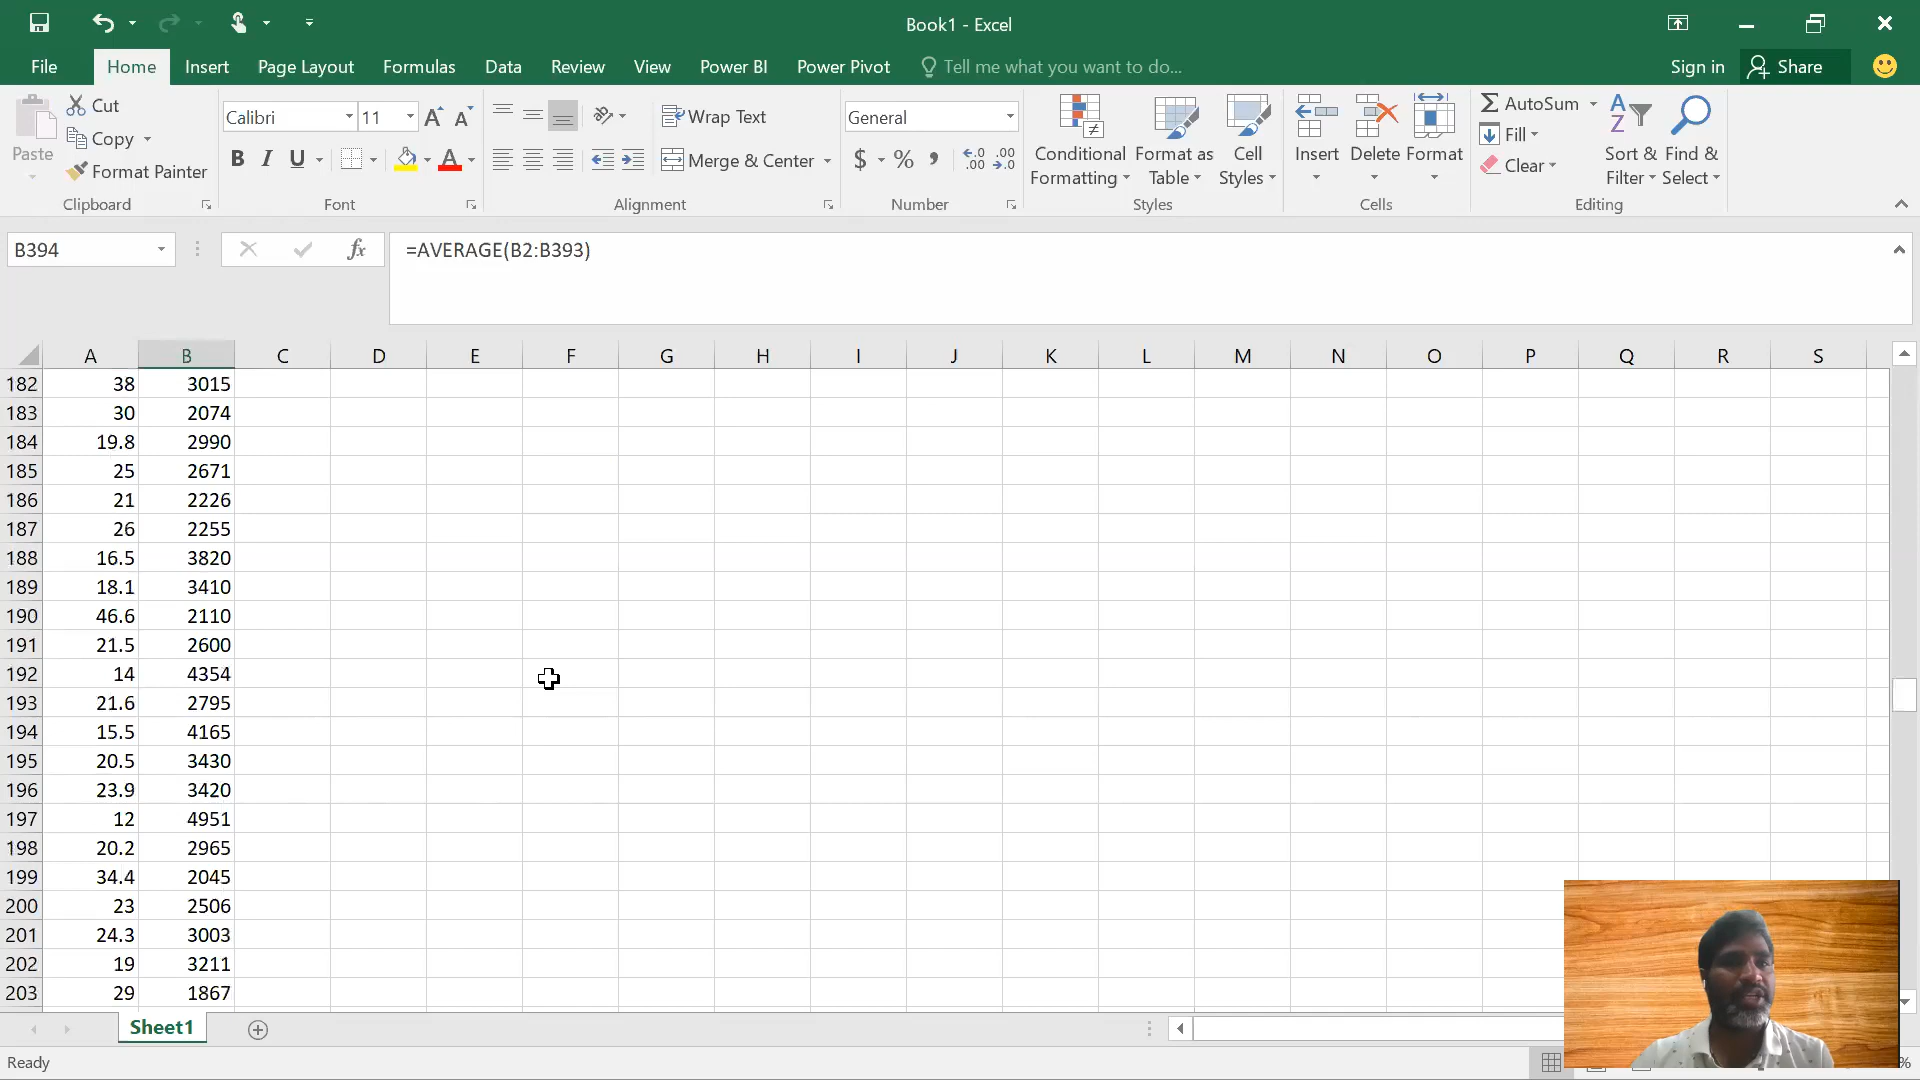 Book1 - Excel
File Home Insert Page Layout Formulas Data Review View Power BI Power Pivot Tell me what you want to do... Sign in Share
Paste Cut
Copy
Format Painter
Clipboard
Calibri 11 A A
B I U A
Font
Wrap Text
Merge & Center
Alignment
General
$ % , .00 .00
Number
Conditional Formatting
Format as Table
Cell Styles
Styles
Insert Delete Format
Cells
AutoSum
Fill
Clear
Sort & Filter
Find & Select
Editing
B394 fx =AVERAGE(B2:B393)
A B C D E F G H I J K L M N O P Q R S
182 38 3015
183 30 2074
184 19.8 2990
185 25 2671
186 21 2226
187 26 2255
188 16.5 3820
189 18.1 3410
190 46.6 2110
191 21.5 2600
192 14 4354
193 21.6 2795
194 15.5 4165
195 20.5 3430
196 23.9 3420
197 12 4951
198 20.2 2965
199 34.4 2045
200 23 2506
201 24.3 3003
202 19 3211
203 29 1867
Sheet1
Ready %